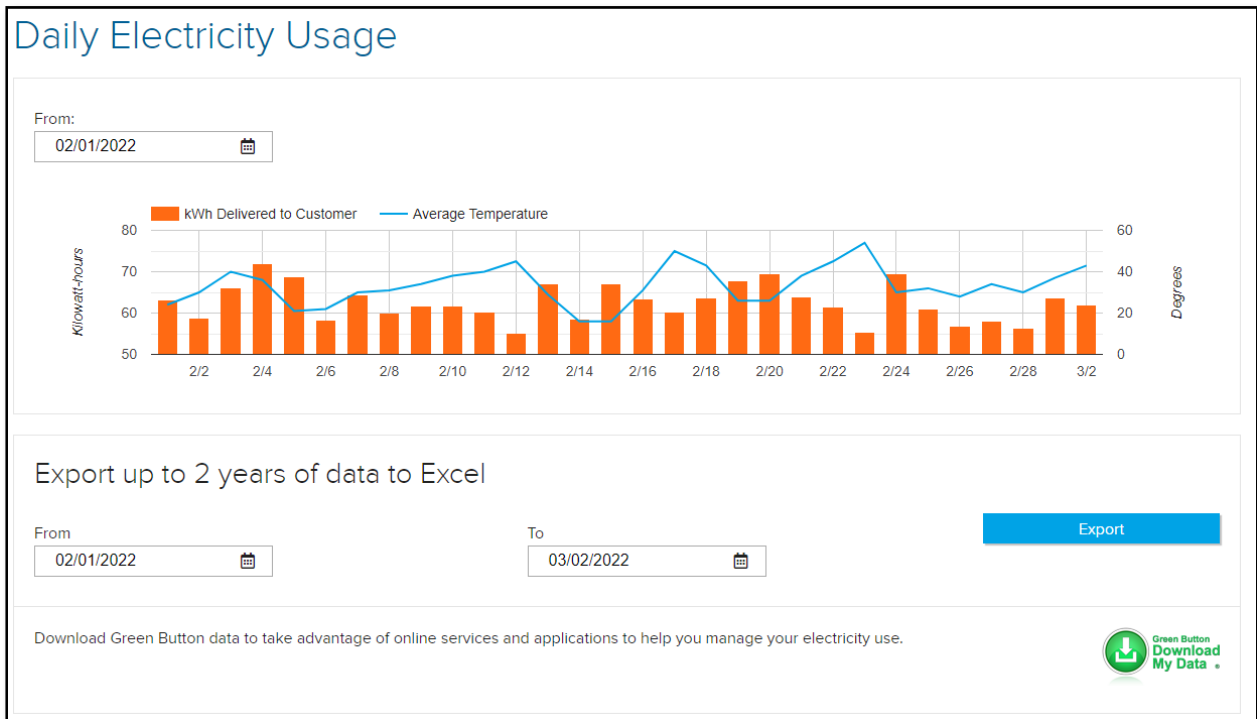 Daily Electricity Usage
From:
02/01/2022
kWh Delivered to Customer Average Temperature
80 60
70 40
60 20
50 0
Kilowatt-hours
Degrees
2/2 2/4 2/6 2/8 2/10 2/12 2/14 2/16 2/18 2/20 2/22 2/24 2/26 2/28 3/2
Export up to 2 years of data to Excel
From To
02/01/2022 03/02/2022
Export
Download Green Button data to take advantage of online services and applications to help you manage your electricity use.
Green Button
Download
My Data